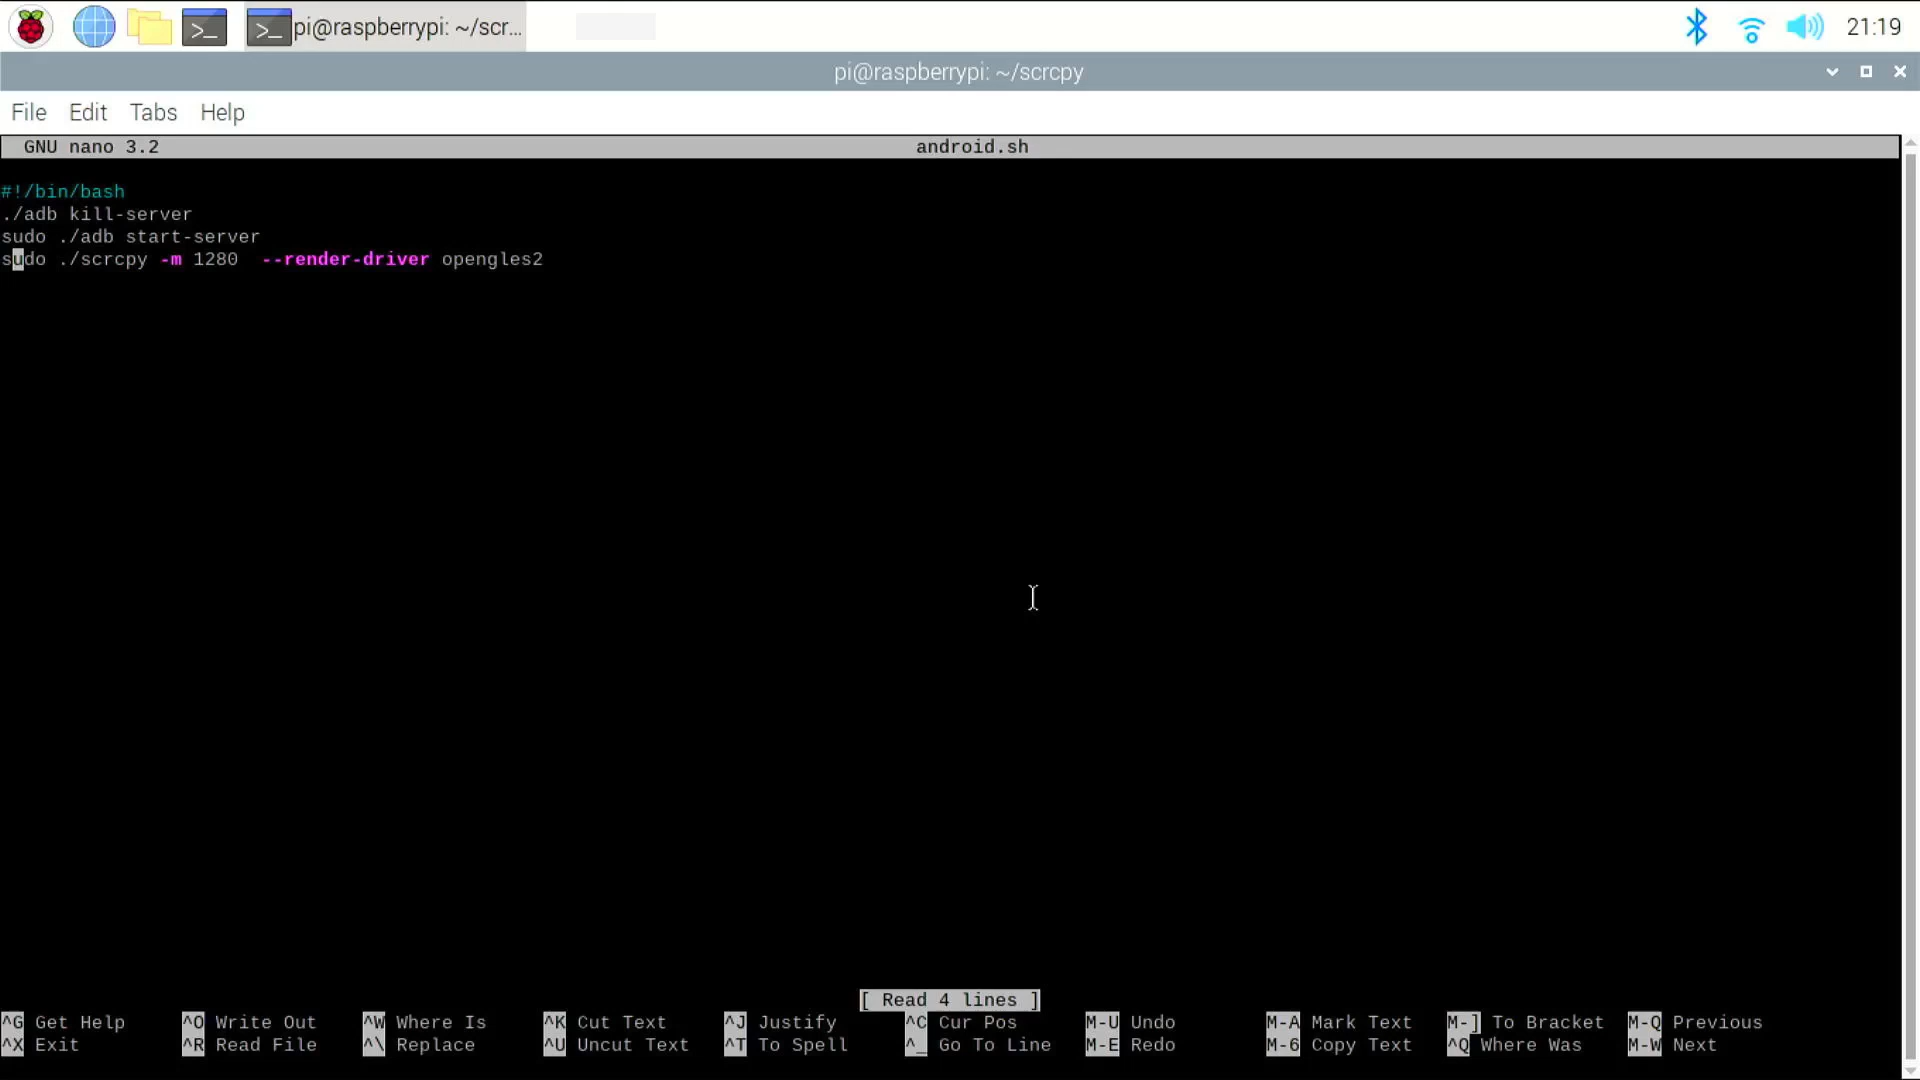 pi@raspberrypi: ~/scr...
21:19
pi@raspberrypi: ~/scrcpy
File Edit Tabs Help
GNU nano 3.2 android.sh
#!/bin/bash
./adb kill-server
sudo ./adb start-server
sudo ./scrcpy -m 1280  --render-driver opengles2
[ Read 4 lines ]
^G Get Help ^O Write Out ^W Where Is ^K Cut Text ^J Justify ^C Cur Pos M-U Undo M-A Mark Text M-] To Bracket M-Q Previous
^X Exit ^R Read File ^\ Replace ^U Uncut Text ^T To Spell ^_ Go To Line M-E Redo M-6 Copy Text ^Q Where Was M-W Next